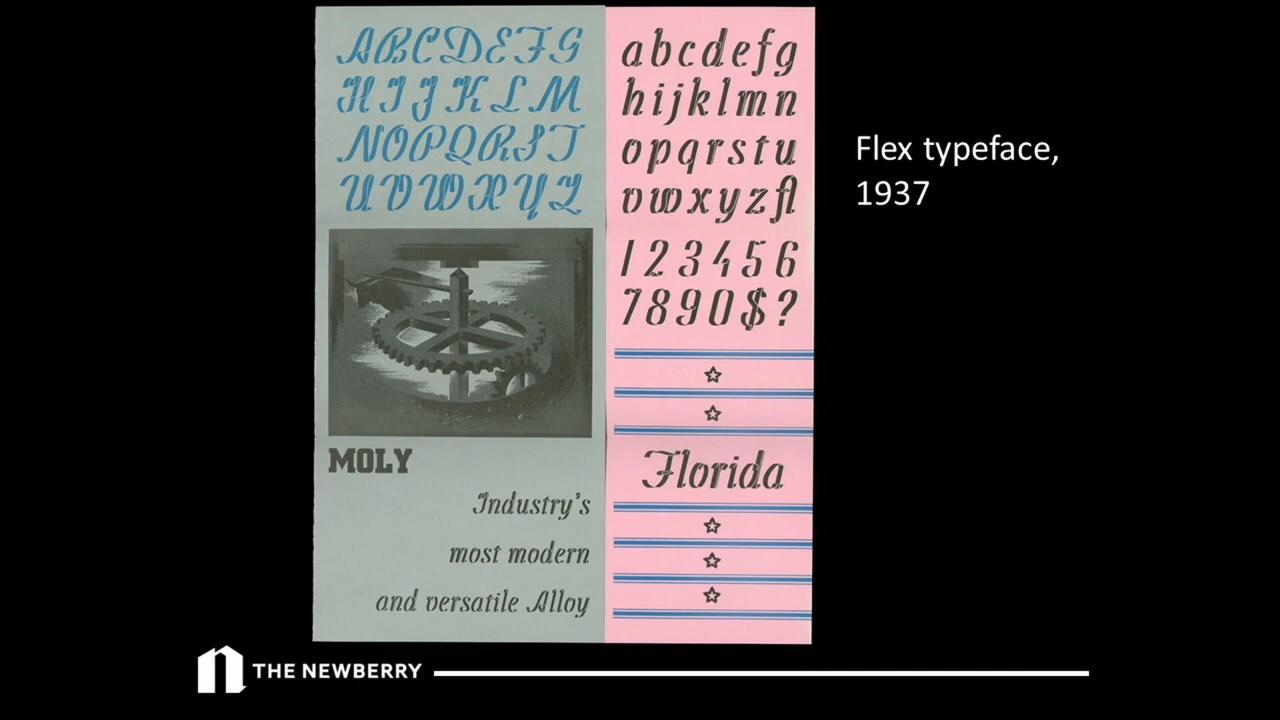 ABCDEFG
HIJKLM
NOPQRST
UVWXYZ
MOLY
Industry's
most modern
and versatile Alloy
abcdefg
hijklmn
opqrstu
vwxyzfl
123456
7890$?
Florida
Flex typeface,
1937
THE NEWBERRY